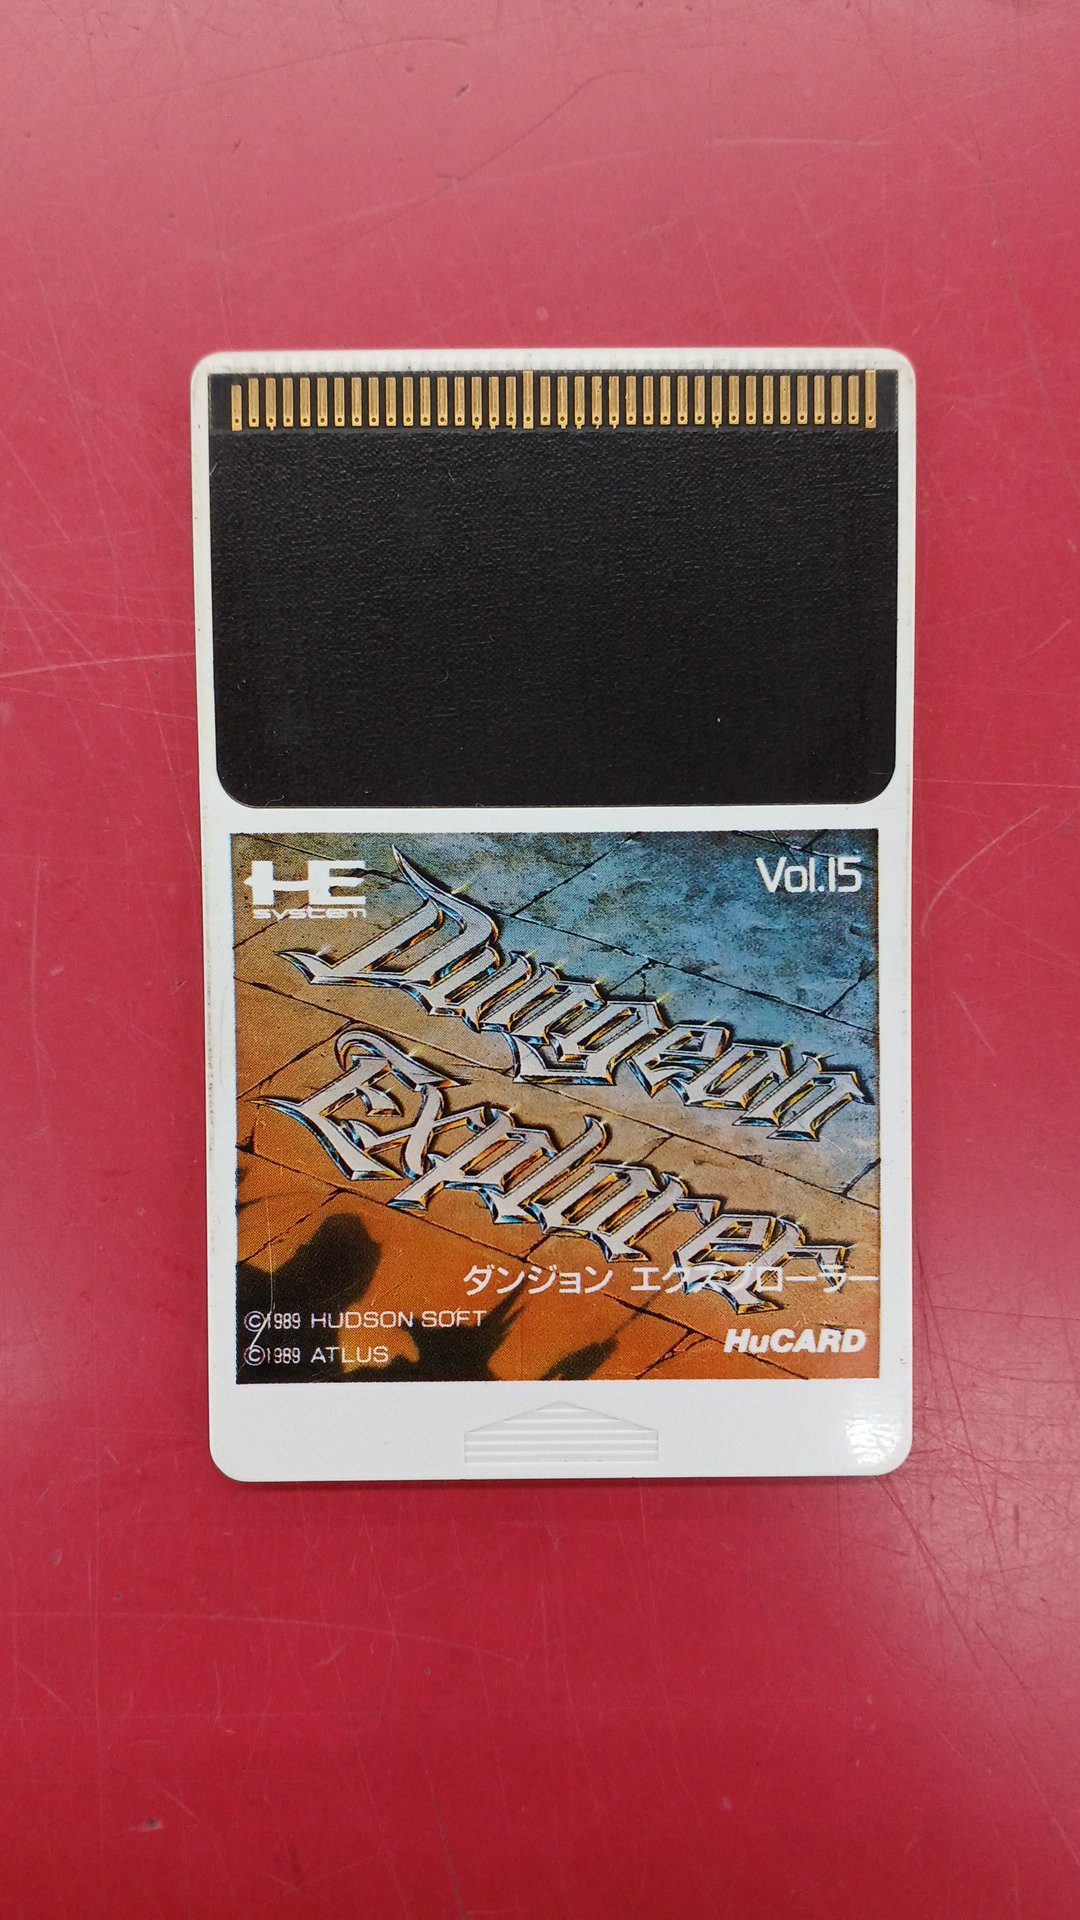 HE
system
Vol.15
Dungeon
Explorer
ダンジョン エクスプローラー
©1989 HUDSON SOFT
©1989 ATLUS
HuCARD